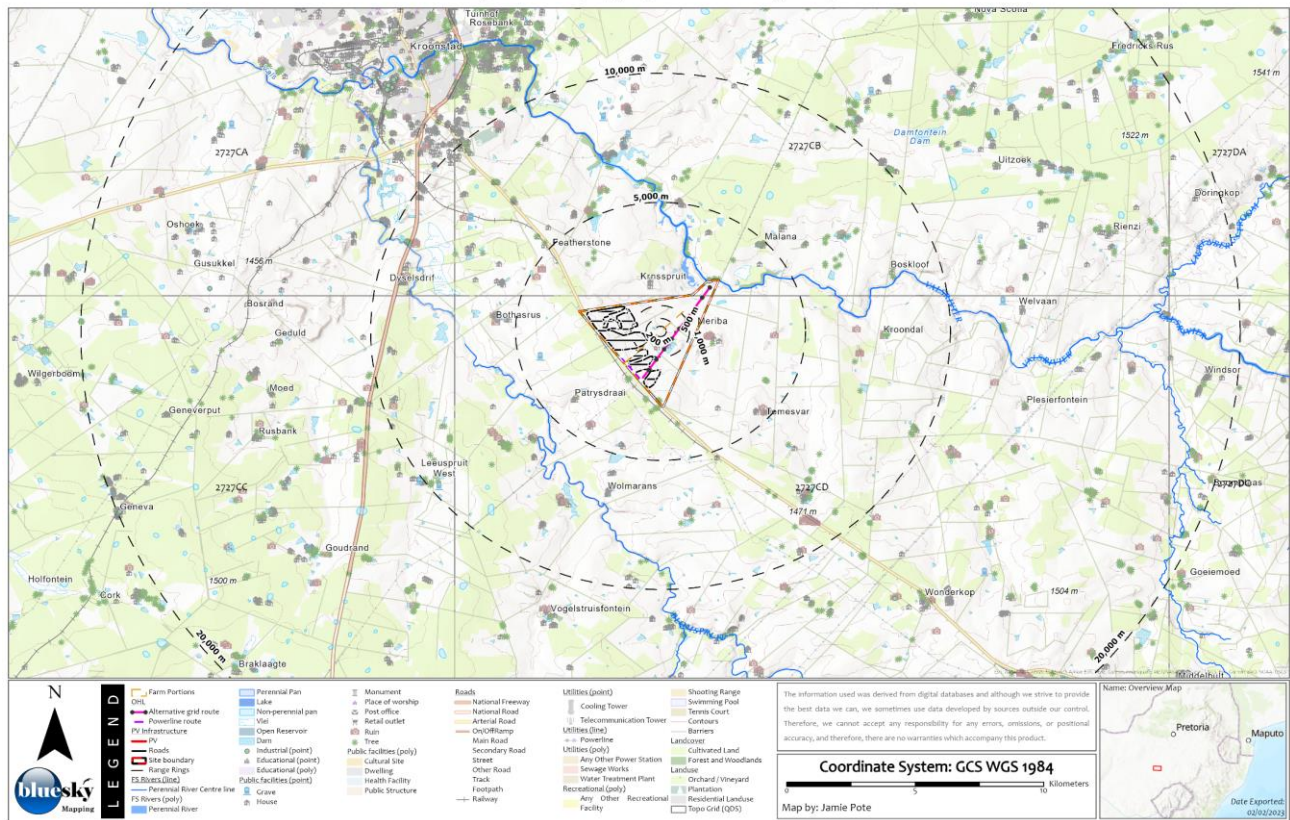 Nova Scolia
Tuinhof
Rosebank
Kroonstad
Fredricks Rus
10,000 m
1541 m
Damfontein
Dam
1522 m
2727CA
2727CB
2727DA
Uitzoek
Doringkop
5,000 m
Oshoek
Featherstone
Malana
Rienzi
Gusukkel
1456 m
Dyselsdrif
Krnsspruit
Boskloof
Bosrand
Welvaan
Bothasrus
500 m
Meriba
Geduld
200 m
1,000 m
Kroondal
Wilgerboom
Moed
Patrysdraai
Windsor
Geneverput
Plesierfontein
Rusbank
Leeuspruit
West
Wolmarans
2727CC
2727CD
Geneva
1471 m
Goudrand
Holfontein
1500 m
Goeiemoed
Cork
Wonderkop
1504 m
Vogelstruisfontein
20,000 m
20,000 m
Braklaagte
Middelbult
N
bluesky
Mapping
LEGEND
Farm Portions
OHL
Alternative grid route
Powerline route
PV Infrastructure
PV
Roads
Site boundary
Range Rings
FS Rivers (line)
Perennial River Centre line
FS Rivers (poly)
Perennial River
Perennial Pan
Lake
Non-perennial pan
Vlei
Open Reservoir
Dam
Industrial (point)
Educational (point)
Educational (poly)
Public facilities (point)
Grave
House
Monument
Place of worship
Post office
Retail outlet
Ruin
Tree
Public facilities (poly)
Cultural Site
Dwelling
Health Facility
Public Structure
Roads
National Freeway
National Road
Arterial Road
On/OffRamp
Main Road
Secondary Road
Street
Other Road
Track
Footpath
Railway
Utilities (point)
Cooling Tower
Telecommunication Tower
Utilities (line)
Powerline
Utilities (poly)
Any Other Power Station
Sewage Works
Water Treatment Plant
Recreational (poly)
Any Other Recreational
Facility
Shooting Range
Swimming Pool
Tennis Court
Contours
Barriers
Landcover
Cultivated Land
Forest and Woodlands
Landuse
Orchard / Vineyard
Plantation
Residential Landuse
Topo Grid (QDS)
The information used was derived from digital databases and although we strive to provide
the best data we can, we sometimes use data developed by sources outside our control.
Therefore, we cannot accept any responsibility for any errors, omissions, or positional
accuracy, and therefore, there are no warranties which accompany this product.
Coordinate System: GCS WGS 1984
Kilometers
0 5 10
Map by: Jamie Pote
Name: Overview Map
Pretoria
Maputo
Date Exported:
02/02/2023